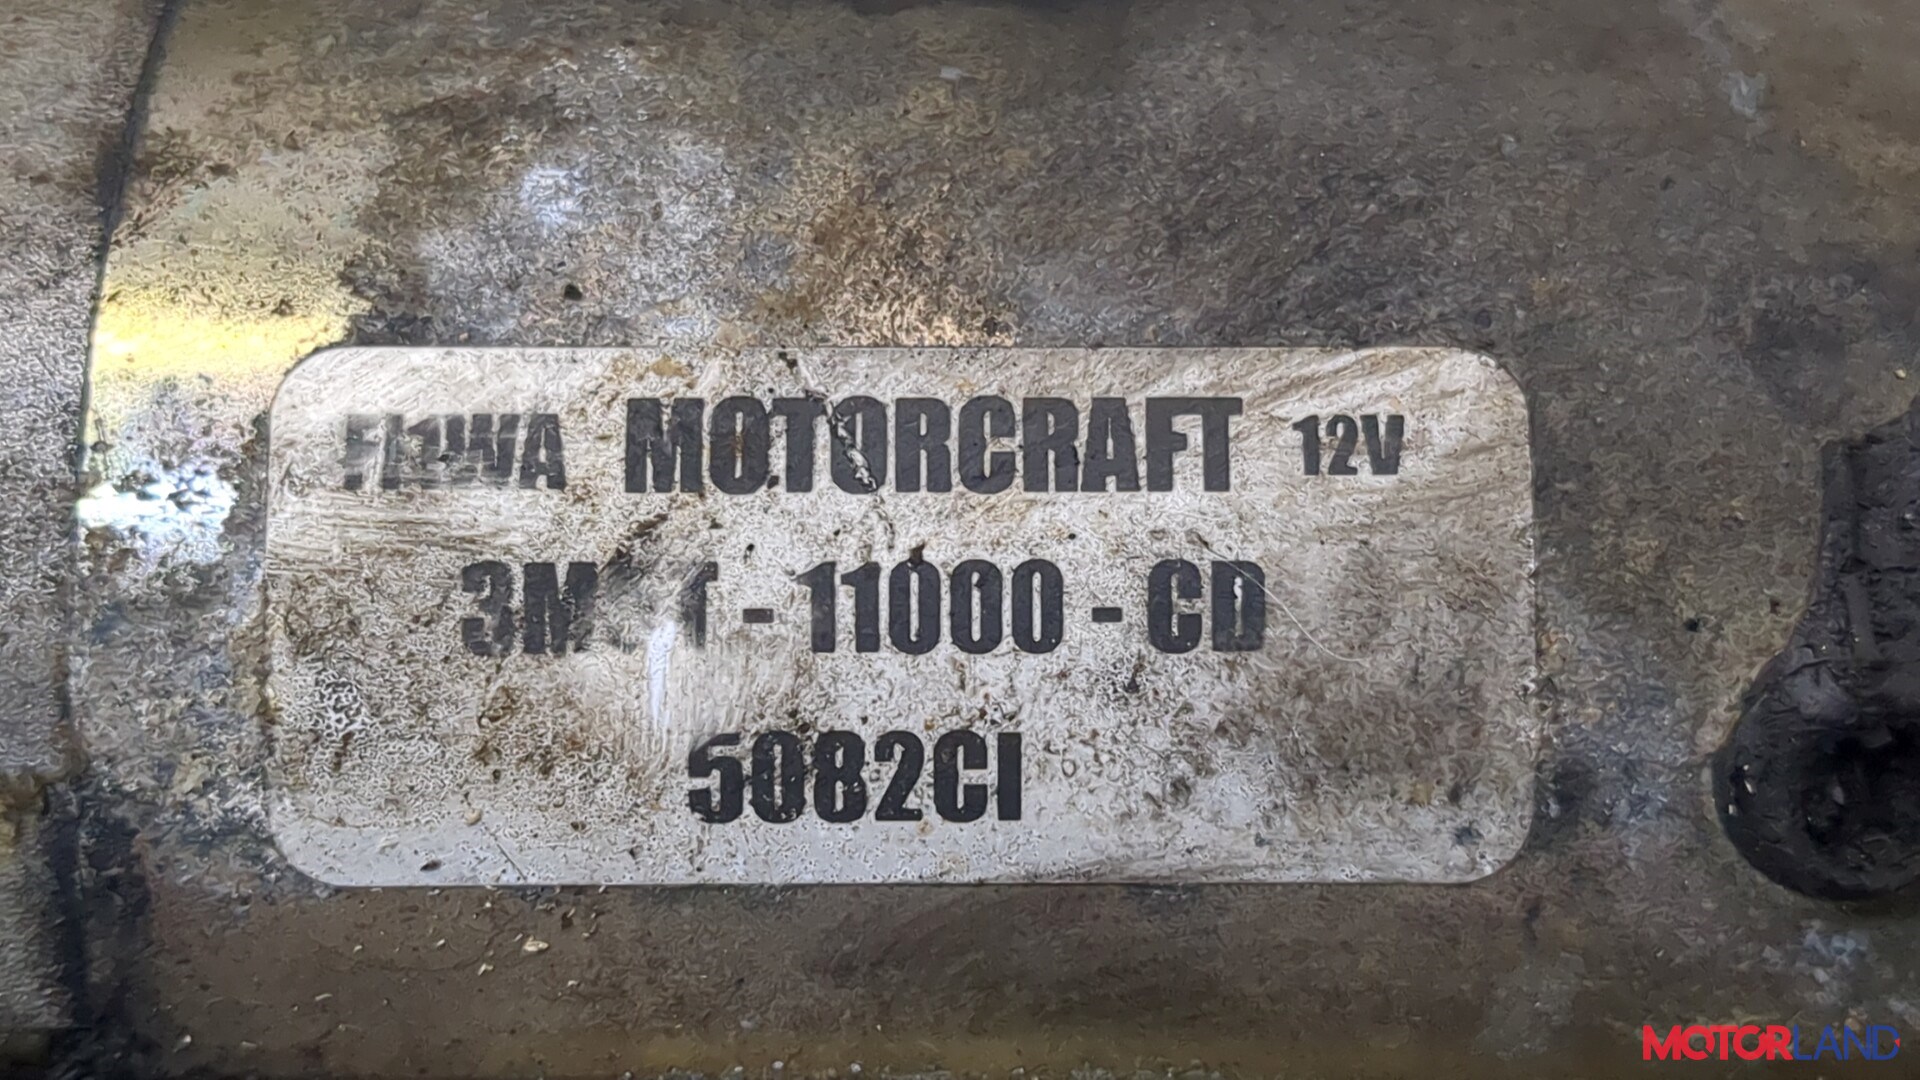 MOTORCRAFT 12V
- 11000 - CD
5082CI
MOTORLAND